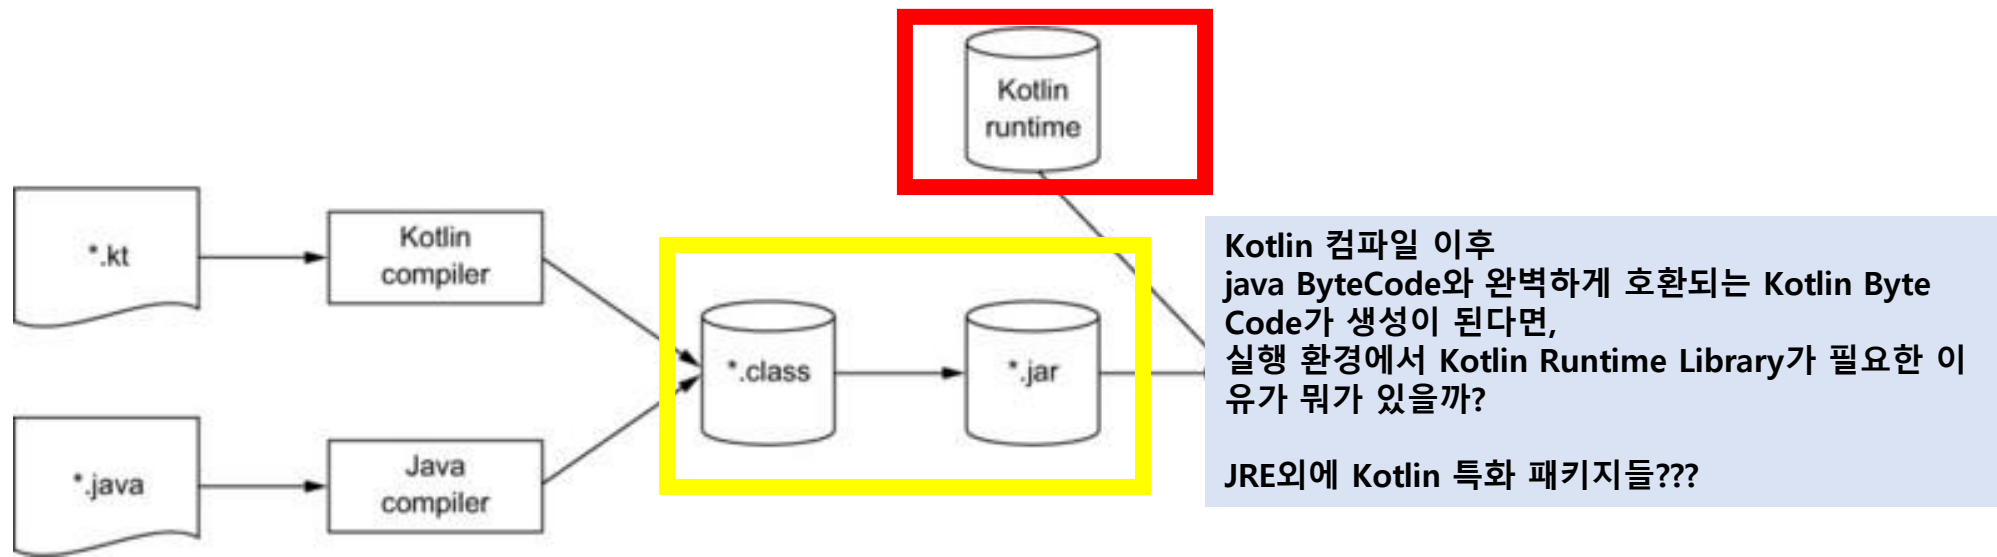 Kotlin
runtime
*.kt
Kotlin
compiler
*.class
*.jar
*.java
Java
compiler
Kotlin 컴파일 이후
java ByteCode와 완벽하게 호환되는 Kotlin Byte
Code가 생성이 된다면,
실행 환경에서 Kotlin Runtime Library가 필요한 이
유가 뭐가 있을까?
JRE외에 Kotlin 특화 패키지들???